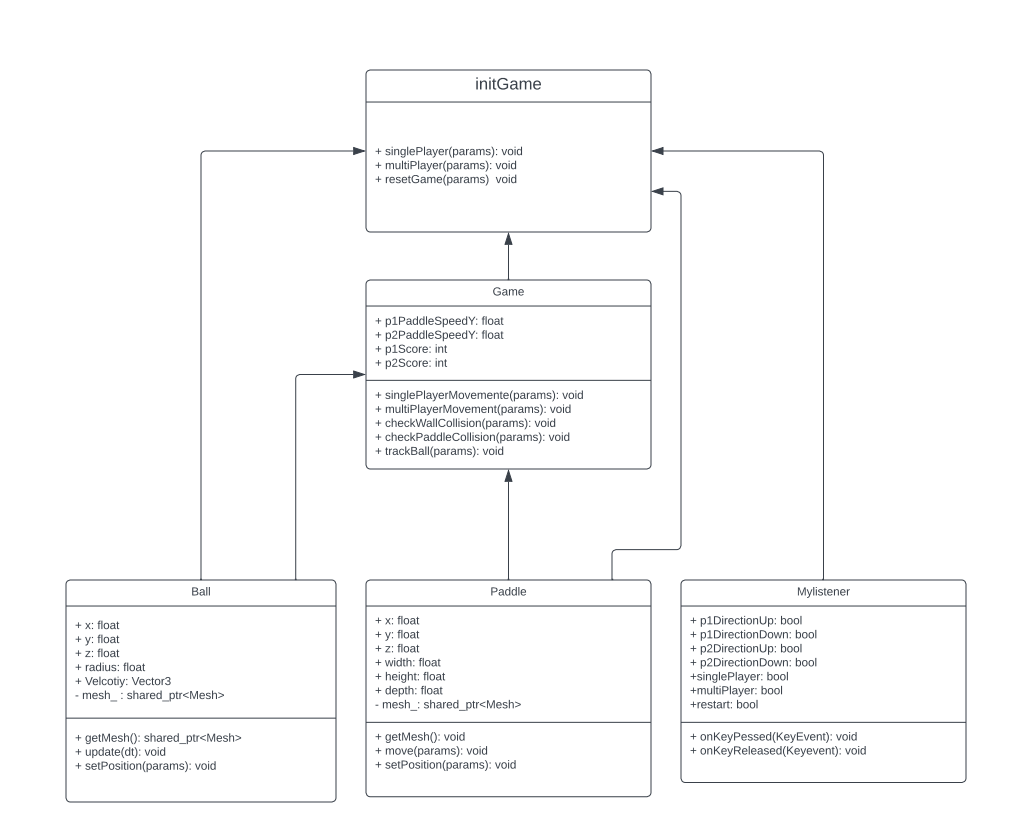 initGame
+ singlePlayer(params): void
+ multiPlayer(params): void
+ resetGame(params)  void
Game
+ p1PaddleSpeedY: float
+ p2PaddleSpeedY: float
+ p1Score: int
+ p2Score: int
+ singlePlayerMovemente(params): void
+ multiPlayerMovement(params): void
+ checkWallCollision(params): void
+ checkPaddleCollision(params): void
+ trackBall(params): void
Ball
+ x: float
+ y: float
+ z: float
+ radius: float
+ Velcotiy: Vector3
- mesh_ : shared_ptr<Mesh>
+ getMesh(): shared_ptr<Mesh>
+ update(dt): void
+ setPosition(params): void
Paddle
+ x: float
+ y: float
+ z: float
+ width: float
+ height: float
+ depth: float
- mesh_: shared_ptr<Mesh>
+ getMesh(): void
+ move(params): void
+ setPosition(params): void
Mylistener
+ p1DirectionUp: bool
+ p1DirectionDown: bool
+ p2DirectionUp: bool
+ p2DirectionDown: bool
+singlePlayer: bool
+multiPlayer: bool
+restart: bool
+ onKeyPessed(KeyEvent): void
+ onKeyReleased(Keyevent): void